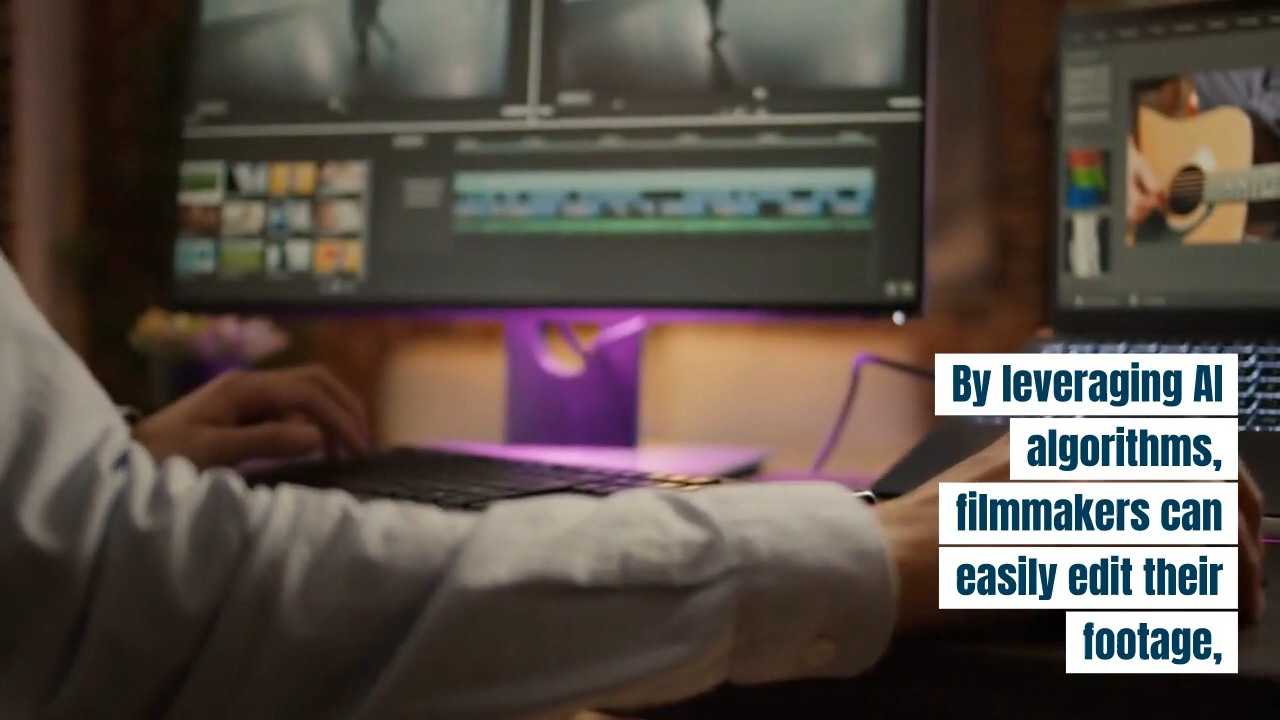 By leveraging AI
algorithms,
filmmakers can
easily edit their
footage,